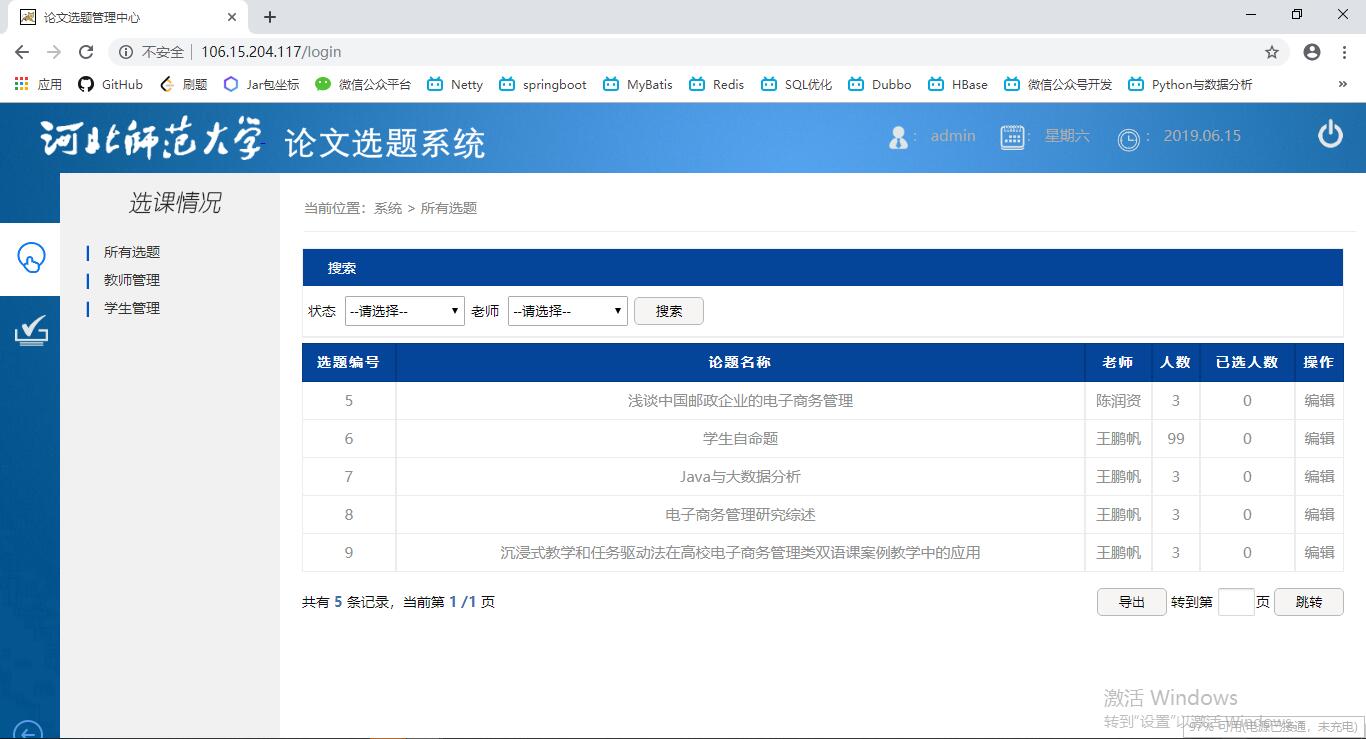 论文选题管理中心
不安全 106.15.204.117/login
应用 GitHub 刷题 Jar包坐标 微信公众平台 Netty springboot MyBatis Redis SQL优化 Dubbo HBase 微信公众号开发 Python与数据分析 »
河北师范大学 论文选题系统 : admin : 星期六 : 2019.06.15
选课情况
所有选题
教师管理
学生管理
当前位置：系统 > 所有选题
搜索
状态 --请选择-- 老师 --请选择-- 搜索
选题编号 论题名称 老师 人数 已选人数 操作
5 浅谈中国邮政企业的电子商务管理 陈润资 3 0 编辑
6 学生自命题 王鹏帆 99 0 编辑
7 Java与大数据分析 王鹏帆 3 0 编辑
8 电子商务管理研究综述 王鹏帆 3 0 编辑
9 沉浸式教学和任务驱动法在高校电子商务管理类双语课案例教学中的应用 王鹏帆 3 0 编辑
共有 5 条记录，当前第 1 /1 页 导出 转到第 页 跳转
激活 Windows
转到"设置"以激活 Windows。
97% 可用(电源已接通，未充电)